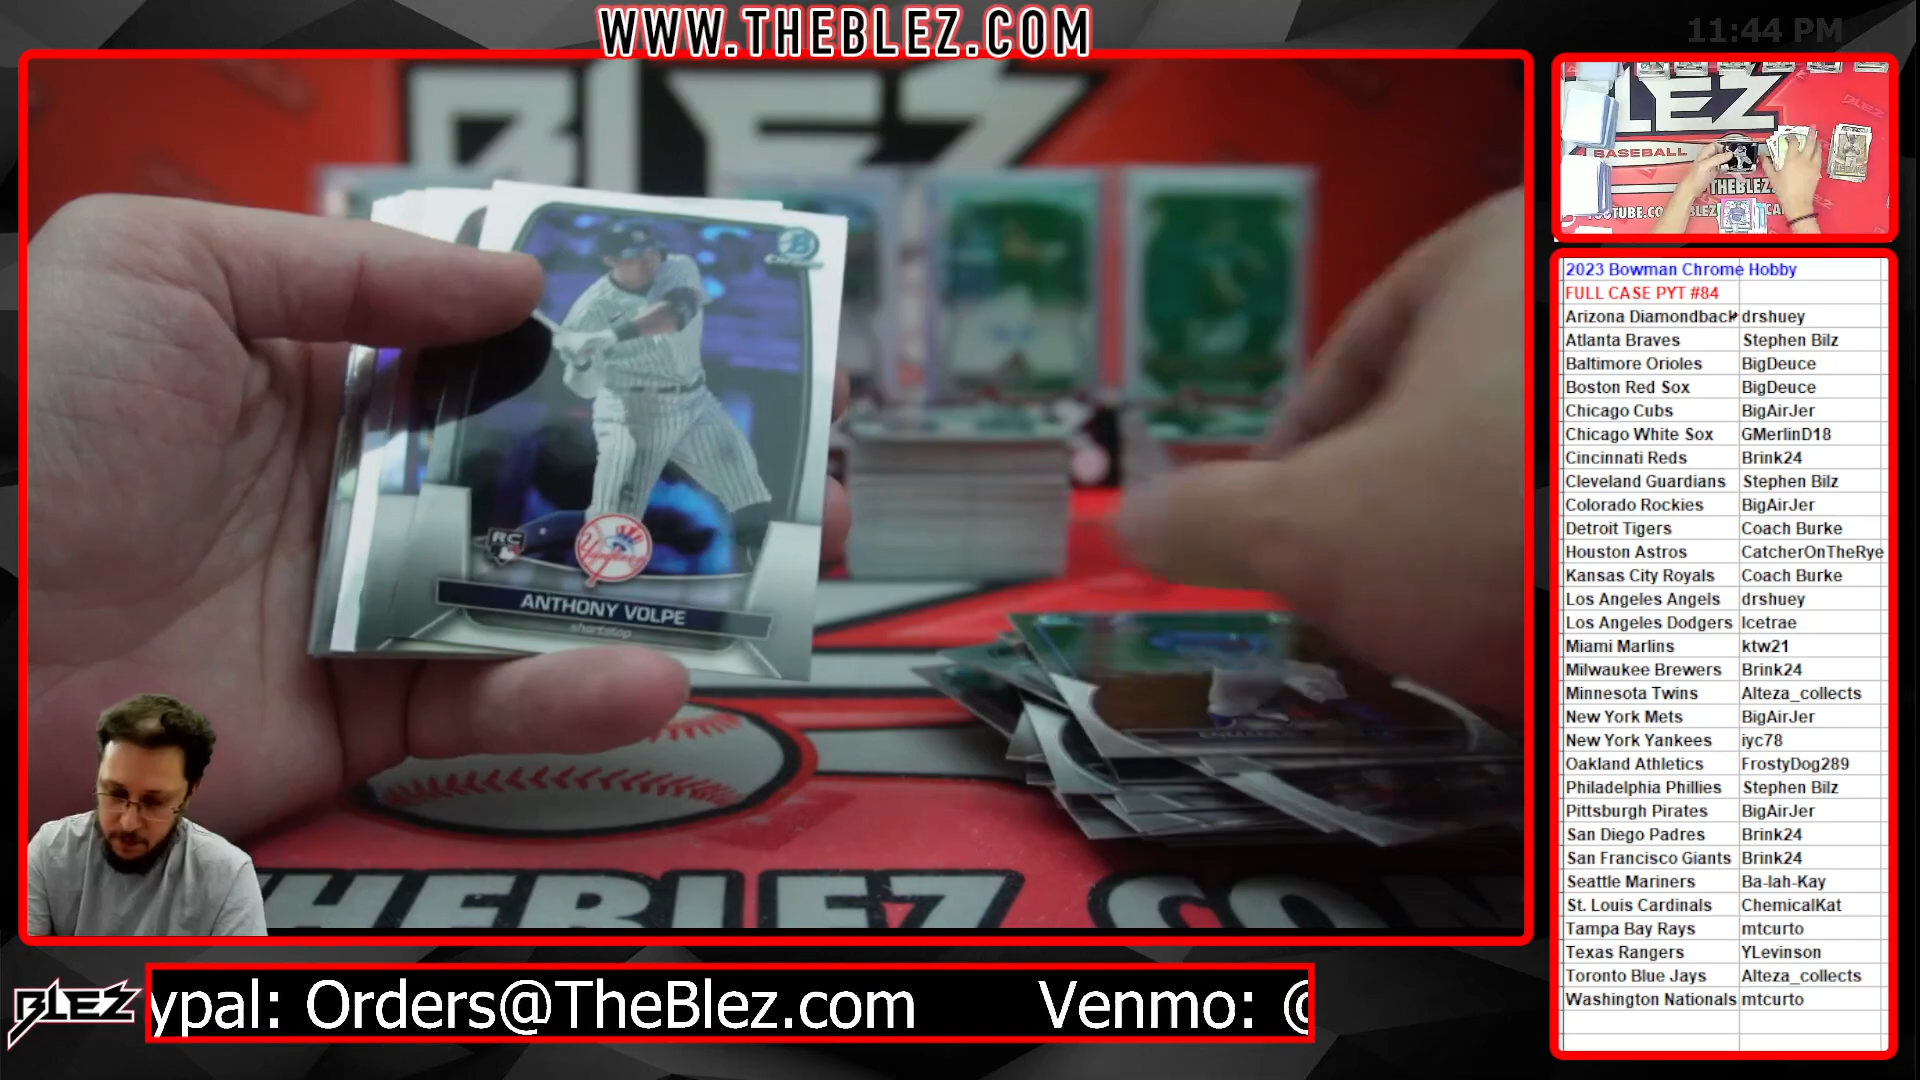 WWW.THEBLEZ.COM
11:44 PM
BLEZ
LEZ
BASEBALL
THEBLEZ
Chrome
RC
Yankees
ANTHONY VOLPE
shortstop
THEBLEZ.COM
2023 Bowman Chrome Hobby
FULL CASE PYT #84
Arizona Diamondback drshuey
Atlanta Braves Stephen Bilz
Baltimore Orioles BigDeuce
Boston Red Sox BigDeuce
Chicago Cubs BigAirJer
Chicago White Sox GMerlinD18
Cincinnati Reds Brink24
Cleveland Guardians Stephen Bilz
Colorado Rockies BigAirJer
Detroit Tigers Coach Burke
Houston Astros CatcherOnTheRye
Kansas City Royals Coach Burke
Los Angeles Angels drshuey
Los Angeles Dodgers Icetrae
Miami Marlins ktw21
Milwaukee Brewers Brink24
Minnesota Twins Alteza_collects
New York Mets BigAirJer
New York Yankees iyc78
Oakland Athletics FrostyDog289
Philadelphia Phillies Stephen Bilz
Pittsburgh Pirates BigAirJer
San Diego Padres Brink24
San Francisco Giants Brink24
Seattle Mariners Ba-lah-Kay
St. Louis Cardinals ChemicalKat
Tampa Bay Rays mtcurto
Texas Rangers YLevinson
Toronto Blue Jays Alteza_collects
Washington Nationals mtcurto
BLEZ
ypal: Orders@TheBlez.com Venmo: @